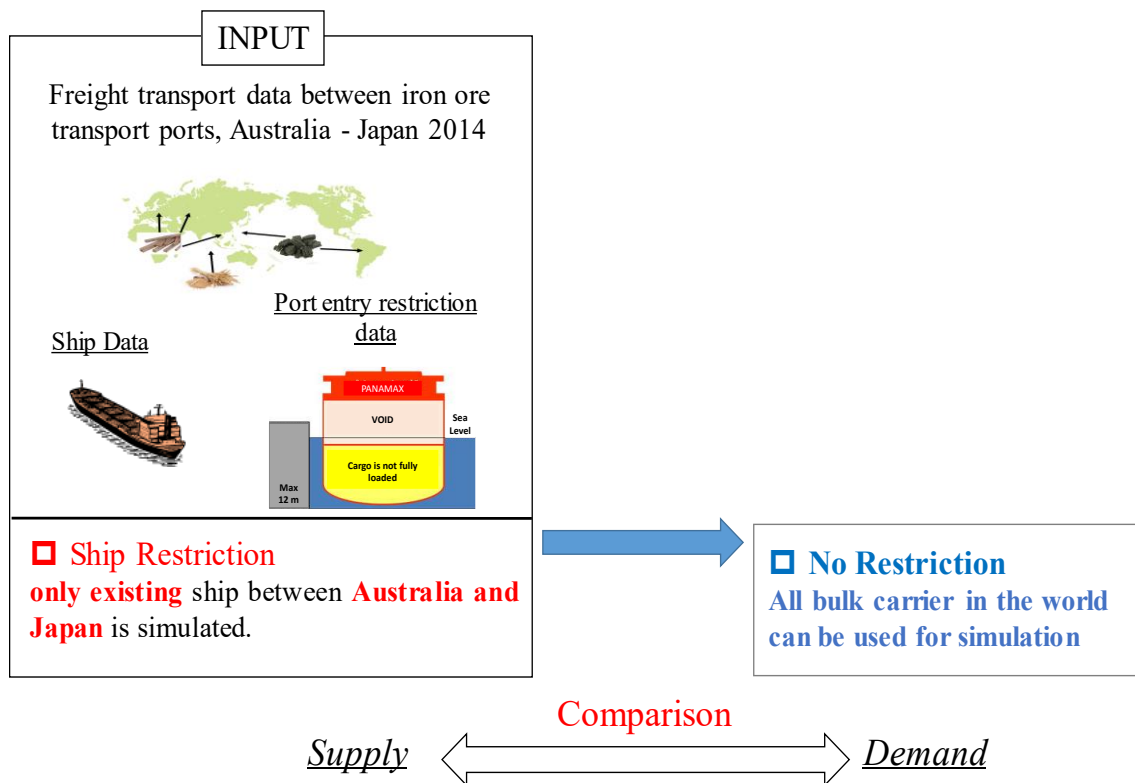 INPUT
Freight transport data between iron ore
transport ports, Australia - Japan 2014
Port entry restriction
data
Ship Data
PANAMAX
VOID
Sea
Level
Cargo is not fully
loaded
Max
12 m
Ship Restriction
only existing ship between Australia and
Japan is simulated.
No Restriction
All bulk carrier in the world
can be used for simulation
Comparison
Supply
Demand